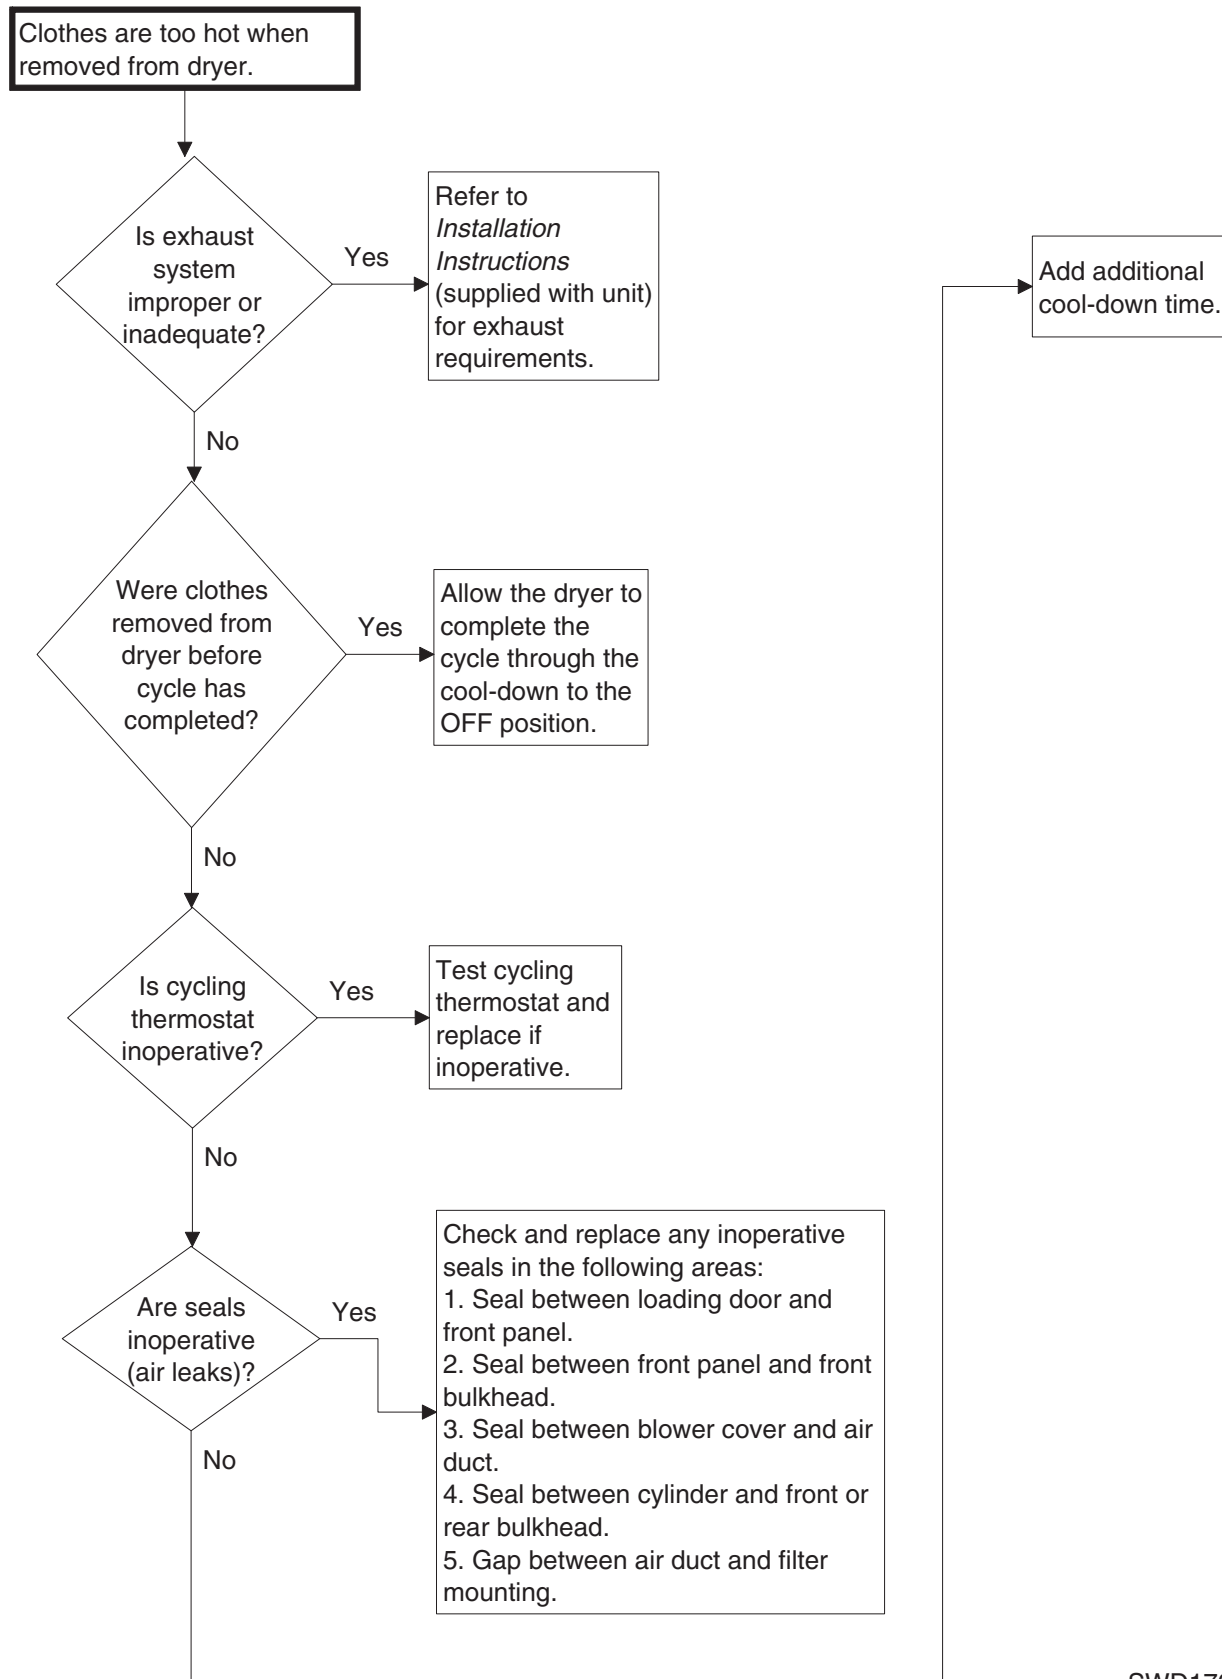 Clothes are too hot when
removed from dryer.
Is exhaust
system
improper or
inadequate?
Yes
Refer to
Installation
Instructions
(supplied with unit)
for exhaust
requirements.
No
Were clothes
removed from
dryer before
cycle has
completed?
Yes
Allow the dryer to
complete the
cycle through the
cool-down to the
OFF position.
No
Is cycling
thermostat
inoperative?
Yes
Test cycling
thermostat and
replace if
inoperative.
No
Are seals
inoperative
(air leaks)?
Yes
Check and replace any inoperative
seals in the following areas:
1. Seal between loading door and
front panel.
2. Seal between front panel and front
bulkhead.
3. Seal between blower cover and air
duct.
4. Seal between cylinder and front or
rear bulkhead.
5. Gap between air duct and filter
mounting.
No
Add additional
cool-down time.